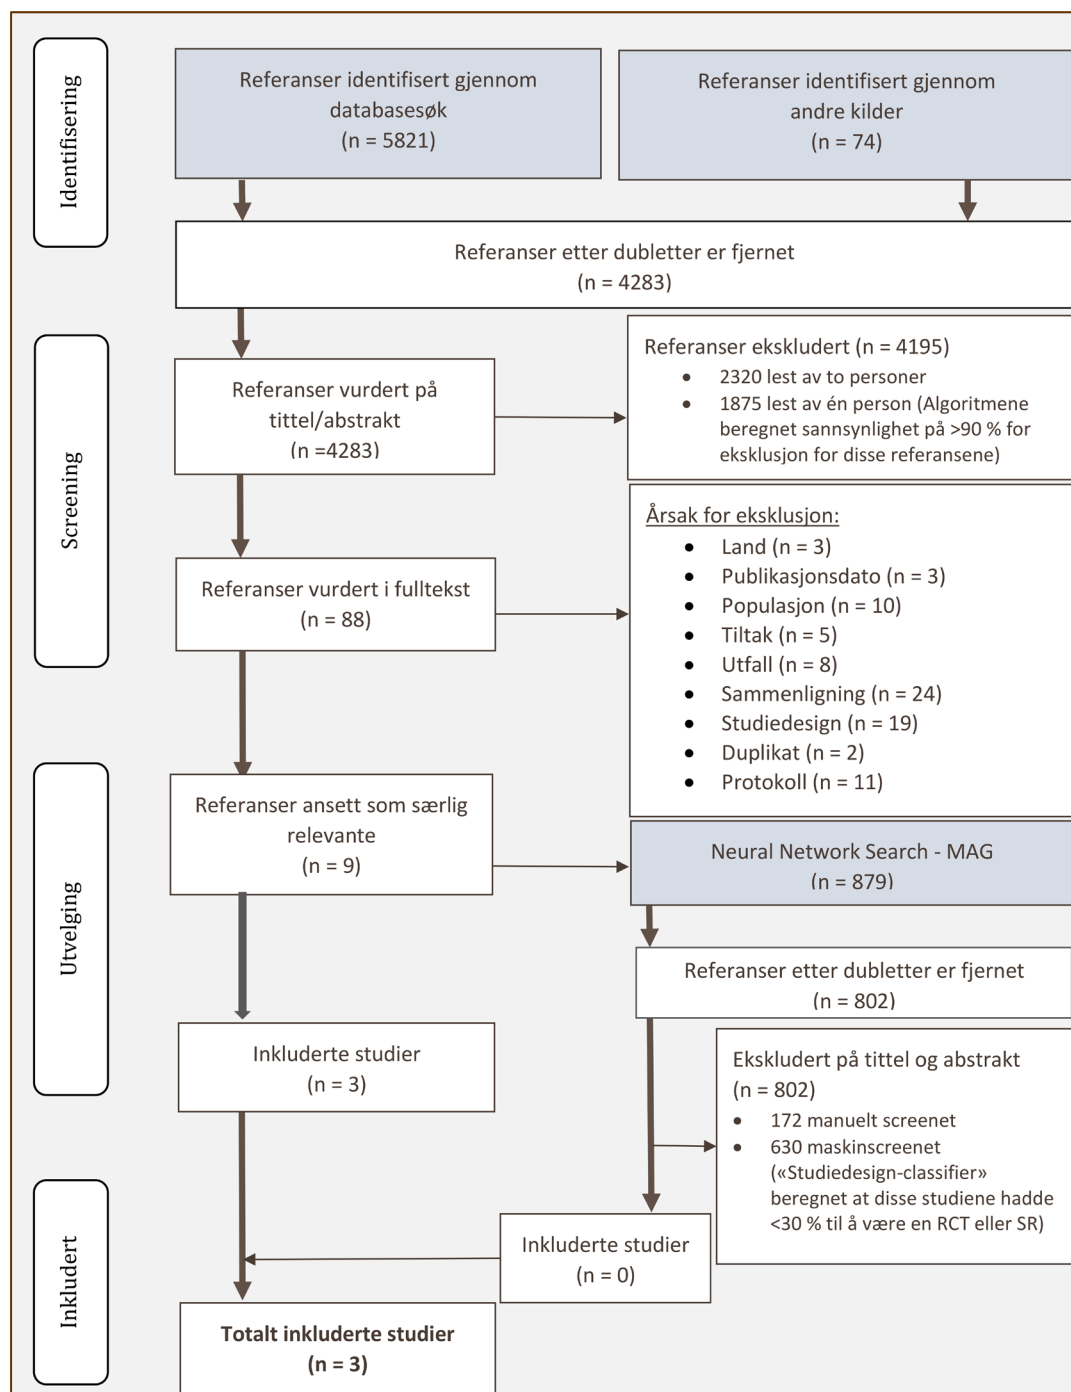 Identifisering
Referanser identifisert gjennom
databasesøk
(n = 5821)
Referanser identifisert gjennom
andre kilder
(n = 74)
Referanser etter dubletter er fjernet
(n = 4283)
Screening
Referanser vurdert på
tittel/abstrakt
(n =4283)
Referanser ekskludert (n = 4195)
• 2320 lest av to personer
• 1875 lest av én person (Algoritmene
beregnet sannsynlighet på >90 % for
eksklusjon for disse referansene)
Referanser vurdert i fulltekst
(n = 88)
Årsak for eksklusjon:
• Land (n = 3)
• Publikasjonsdato (n = 3)
• Populasjon (n = 10)
• Tiltak (n = 5)
• Utfall (n = 8)
• Sammenligning (n = 24)
• Studiedesign (n = 19)
• Duplikat (n = 2)
• Protokoll (n = 11)
Utvelging
Referanser ansett som særlig
relevante
(n = 9)
Neural Network Search - MAG
(n = 879)
Referanser etter dubletter er fjernet
(n = 802)
Inkluderte studier
(n = 3)
Ekskludert på tittel og abstrakt
(n = 802)
• 172 manuelt screenet
• 630 maskinscreenet
(«Studiedesign-classifier»
beregnet at disse studiene hadde
<30 % til å være en RCT eller SR)
Inkludert
Inkluderte studier
(n = 0)
Totalt inkluderte studier
(n = 3)